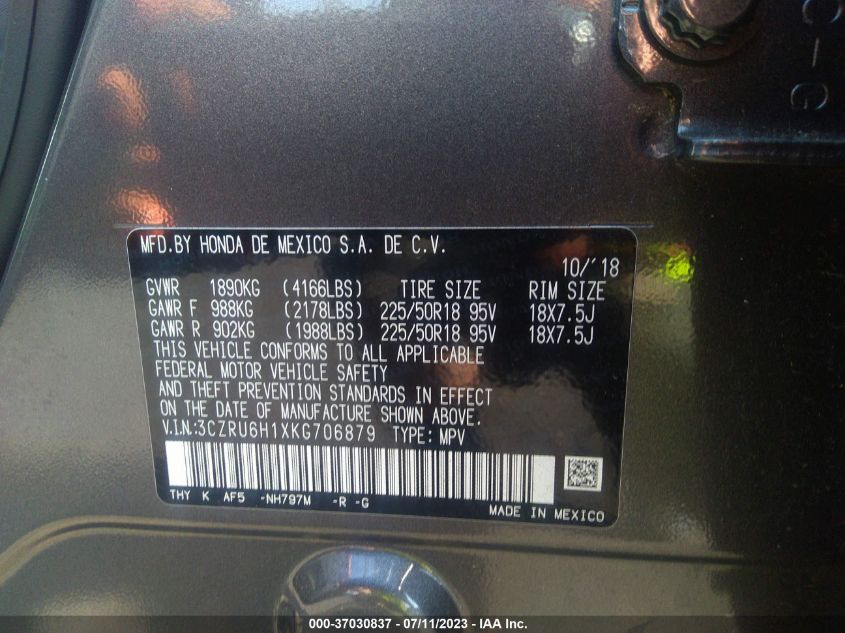 C-G
MFD.BY HONDA DE MEXICO S.A. DE C.V.
10/'18
GVWR 1890KG (4166LBS) TIRE SIZE RIM SIZE
GAWR F 988KG (2178LBS) 225/50R18 95V 18X7.5J
GAWR R 902KG (1988LBS) 225/50R18 95V 18X7.5J
THIS VEHICLE CONFORMS TO ALL APPLICABLE
FEDERAL MOTOR VEHICLE SAFETY
AND THEFT PREVENTION STANDARDS IN EFFECT
ON THE DATE OF MANUFACTURE SHOWN ABOVE.
V.I.N.:3CZRU6H1XKG706879 TYPE: MPV
THY K AF5 -NH797M -R -G
MADE IN MEXICO
000-37030837 - 07/11/2023 - IAA Inc.